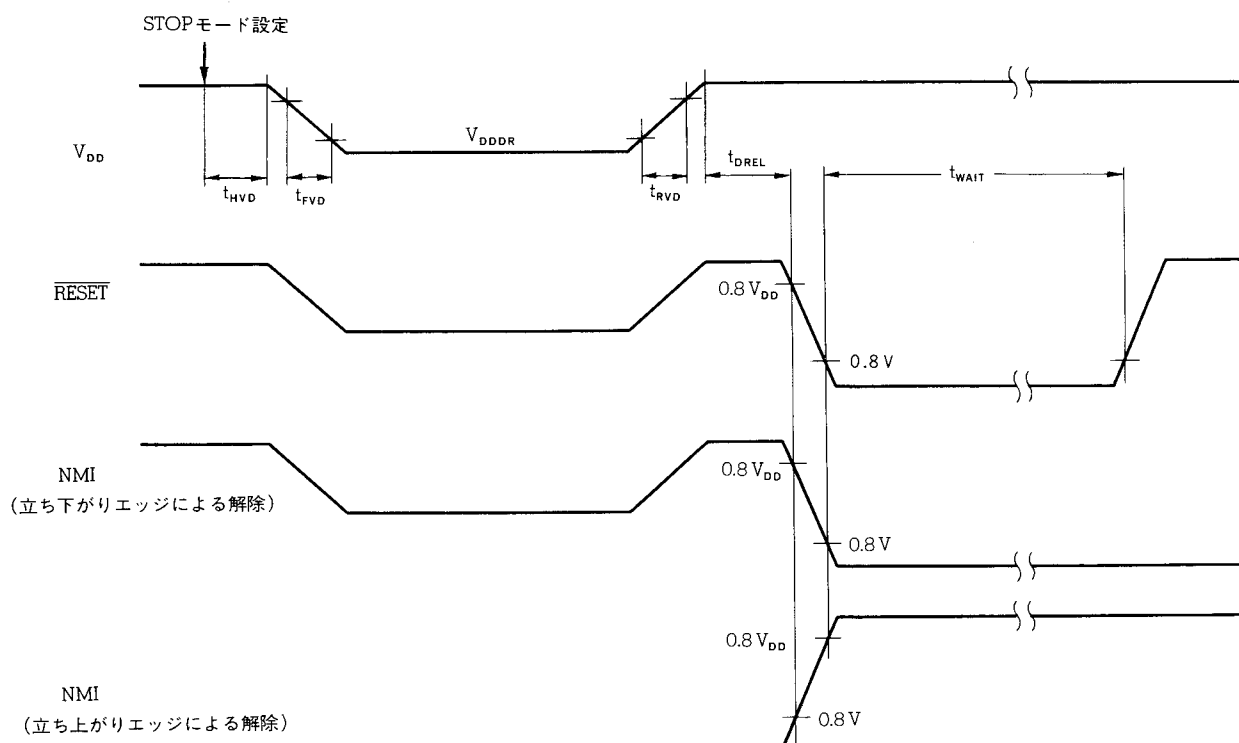 STOPモード設定
V_DD
V_DDDR
t_HVD
t_FVD
t_RVD
t_DREL
t_WAIT
RESET
0.8 V_DD
0.8 V
NMI
(立ち下がりエッジによる解除)
0.8 V_DD
0.8 V
0.8 V_DD
NMI
(立ち上がりエッジによる解除)
0.8 V